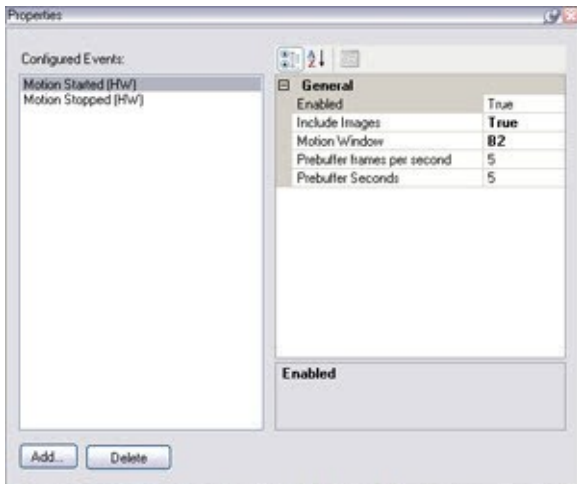 Properties
Configured Events:
Motion Started (HW)
Motion Stopped (HW)
General
Enabled True
Include Images True
Motion Window B2
Prebuffer frames per second 5
Prebuffer Seconds 5
Enabled
Add... Delete